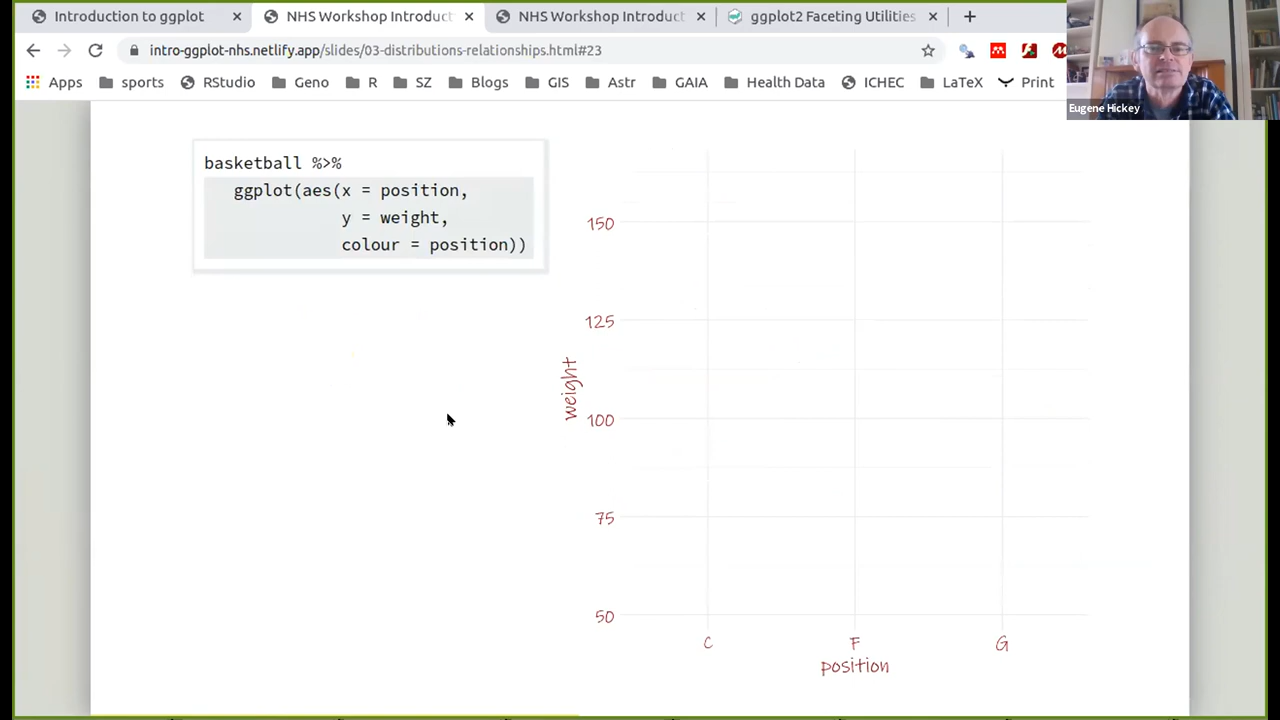 Introduction to ggplot
NHS Workshop Introduct
NHS Workshop Introduct
ggplot2 Faceting Utilities
intro-ggplot-nhs.netlify.app/slides/03-distributions-relationships.html#23
Apps
sports
RStudio
Geno
R
SZ
Blogs
GIS
Astr
GAIA
Health Data
ICHEC
LaTeX
Print
Eugene Hickey
basketball %>%
ggplot(aes(x = position,
y = weight,
colour = position))
150
125
100
75
50
weight
C
F
G
position